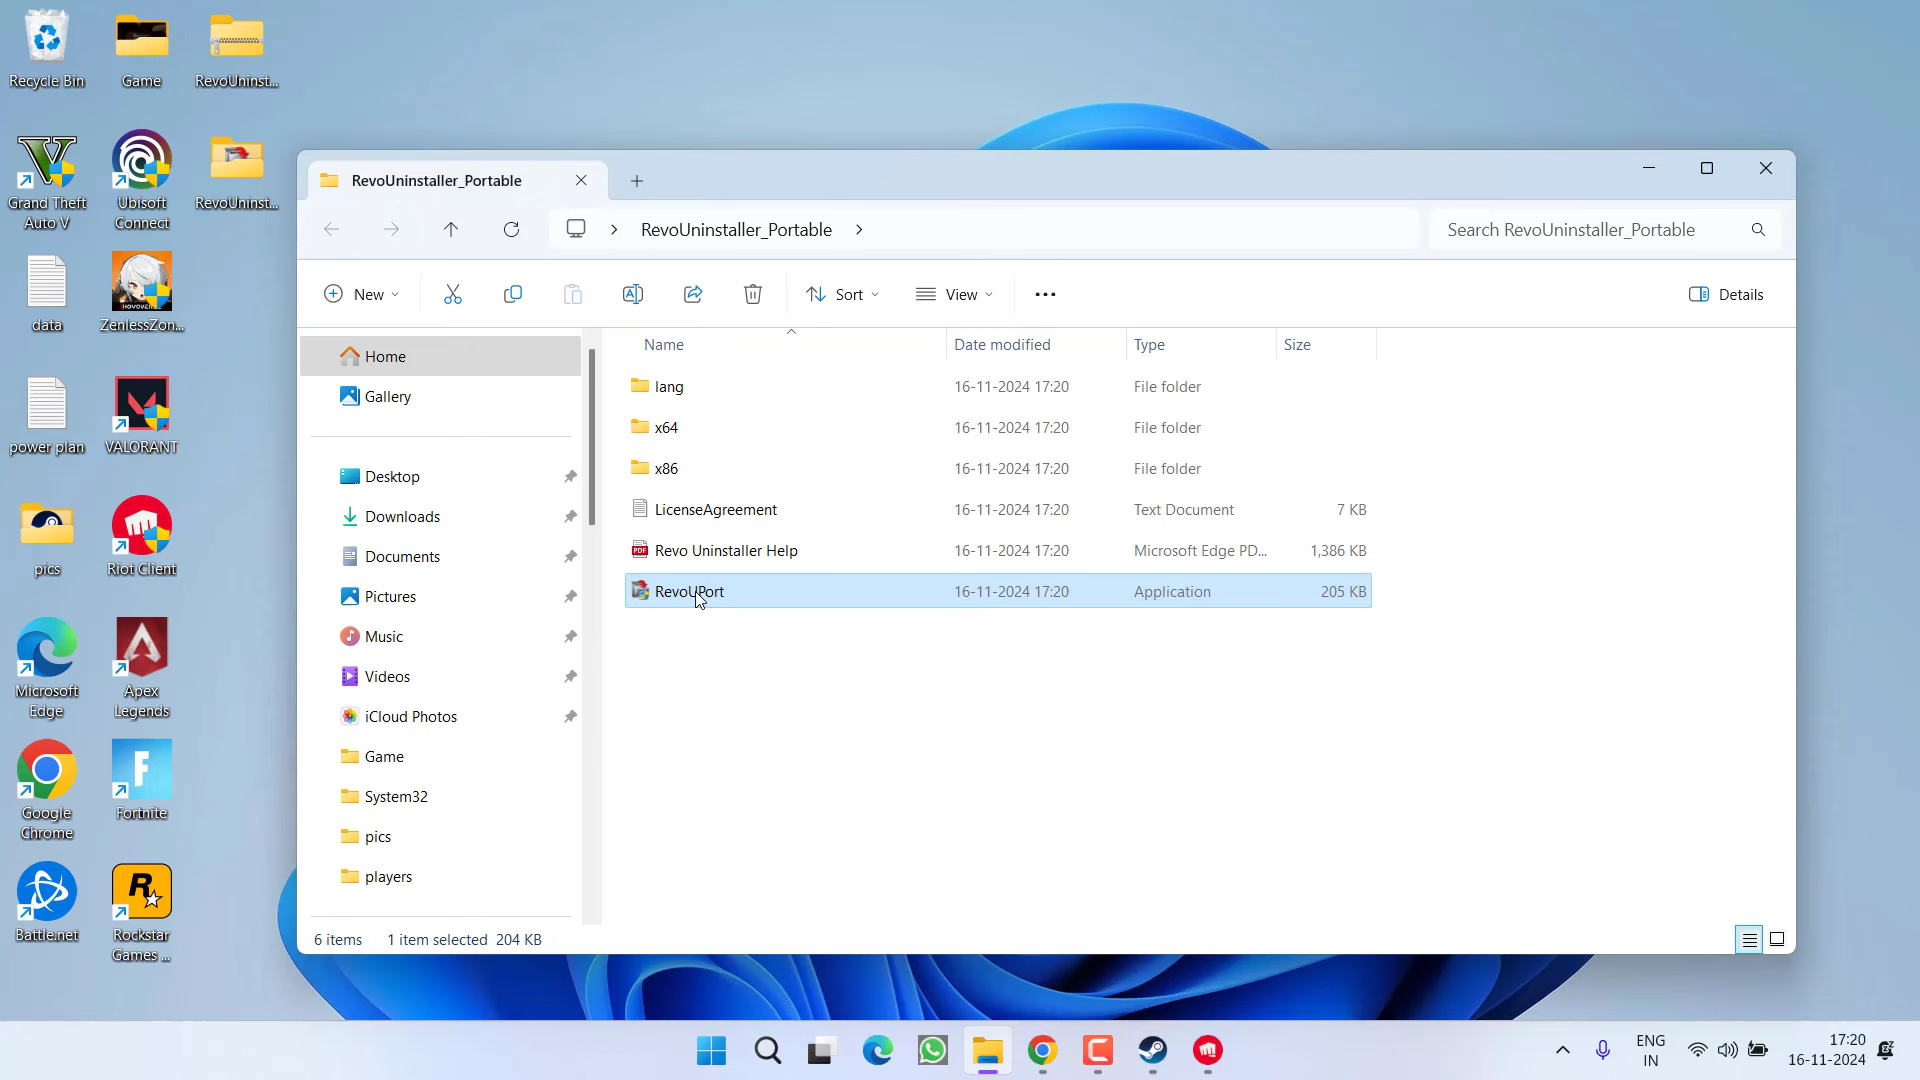 Recycle Bin
Game
RevoUninst...
Grand Theft
Auto V
Ubisoft
Connect
RevoUninst...
data
ZenlessZon...
power plan
VALORANT
pics
Riot Client
Microsoft
Edge
Apex
Legends
Google
Chrome
Fortnite
Battle.net
Rockstar
Games ...
RevoUninstaller_Portable
RevoUninstaller_Portable
Search RevoUninstaller_Portable
New
Sort
View
Details
Home
Gallery
Desktop
Downloads
Documents
Pictures
Music
Videos
iCloud Photos
Game
System32
pics
players
Name Date modified Type Size
lang 16-11-2024 17:20 File folder
x64 16-11-2024 17:20 File folder
x86 16-11-2024 17:20 File folder
LicenseAgreement 16-11-2024 17:20 Text Document 7 KB
Revo Uninstaller Help 16-11-2024 17:20 Microsoft Edge PD... 1,386 KB
RevoUPort 16-11-2024 17:20 Application 205 KB
6 items 1 item selected 204 KB
ENG
IN
17:20
16-11-2024